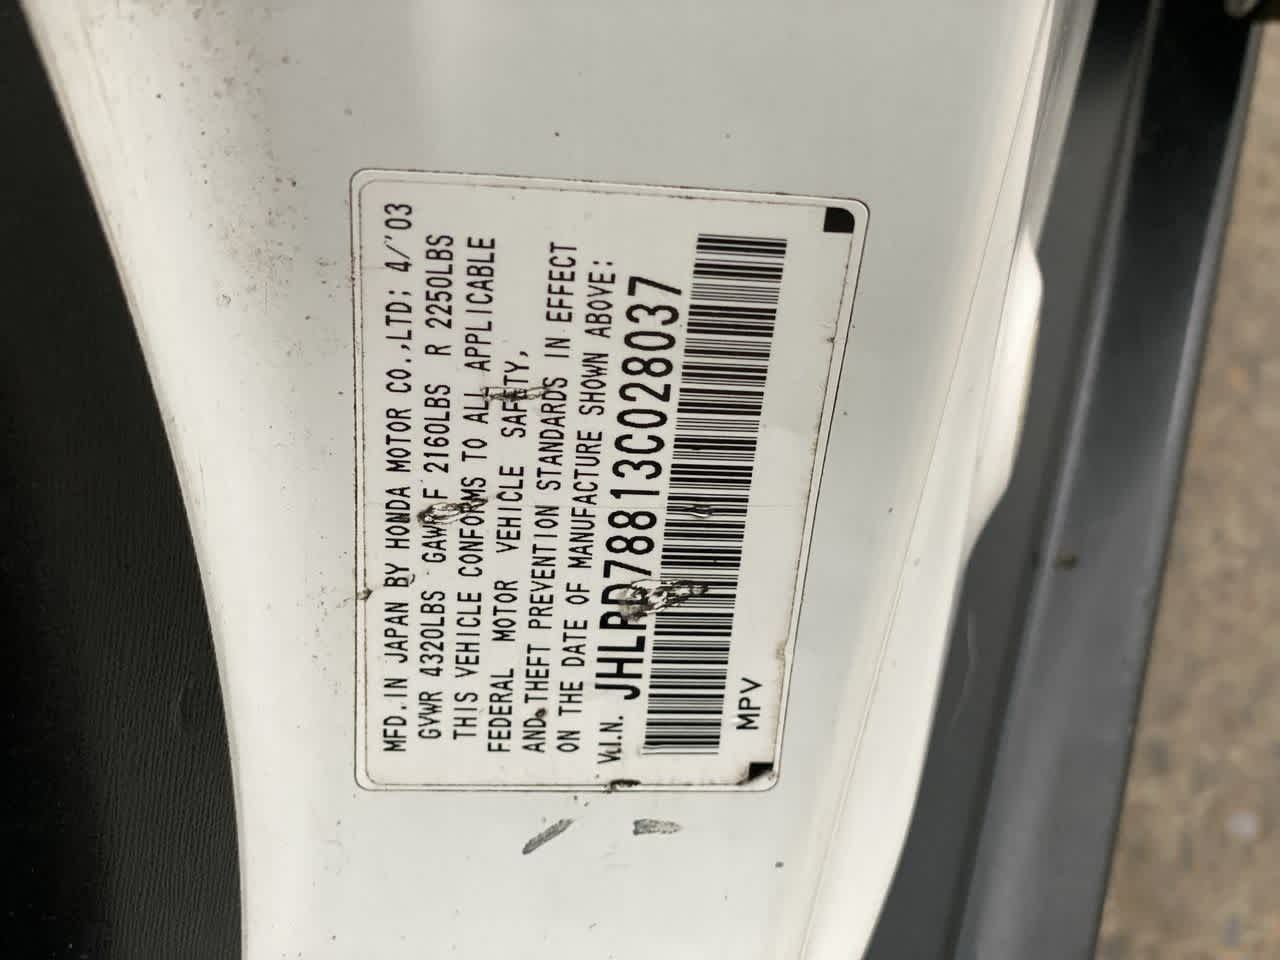 MFD. IN JAPAN BY HONDA MOTOR CO.,LTD; 4/'03
GVWR 4320LBS GAWR F 2160LBS R 2250LBS
THIS VEHICLE CONFORMS TO ALL APPLICABLE
FEDERAL MOTOR VEHICLE SAFETY,
AND THEFT PREVENTION STANDARDS IN EFFECT
ON THE DATE OF MANUFACTURE SHOWN ABOVE:
V.I.N. JHLRD78813C028037
MPV